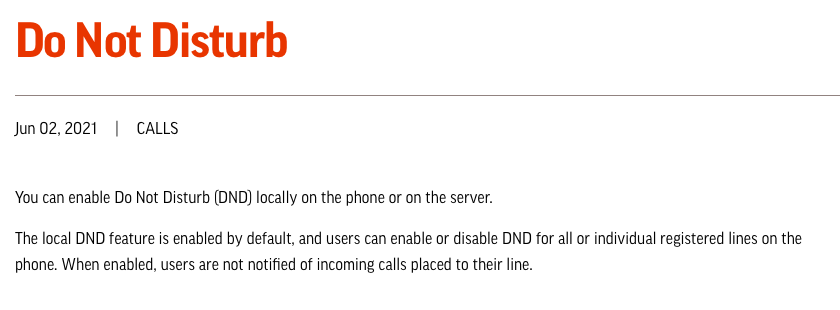 Do Not Disturb
Jun 02, 2021 | CALLS
You can enable Do Not Disturb (DND) locally on the phone or on the server.
The local DND feature is enabled by default, and users can enable or disable DND for all or individual registered lines on the
phone. When enabled, users are not notified of incoming calls placed to their line.